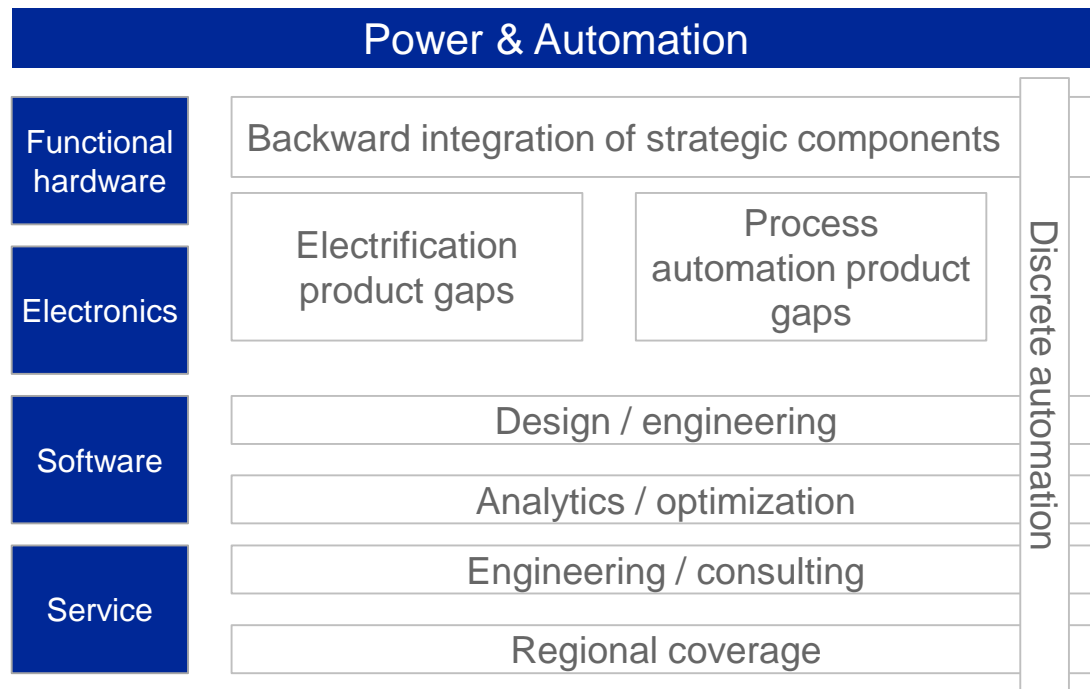 Power & Automation
Functional
hardware
Backward integration of strategic components
Electrification
product gaps
Process
automation product
gaps
Discrete automation
Electronics
Software
Design / engineering
Analytics / optimization
Service
Engineering / consulting
Regional coverage